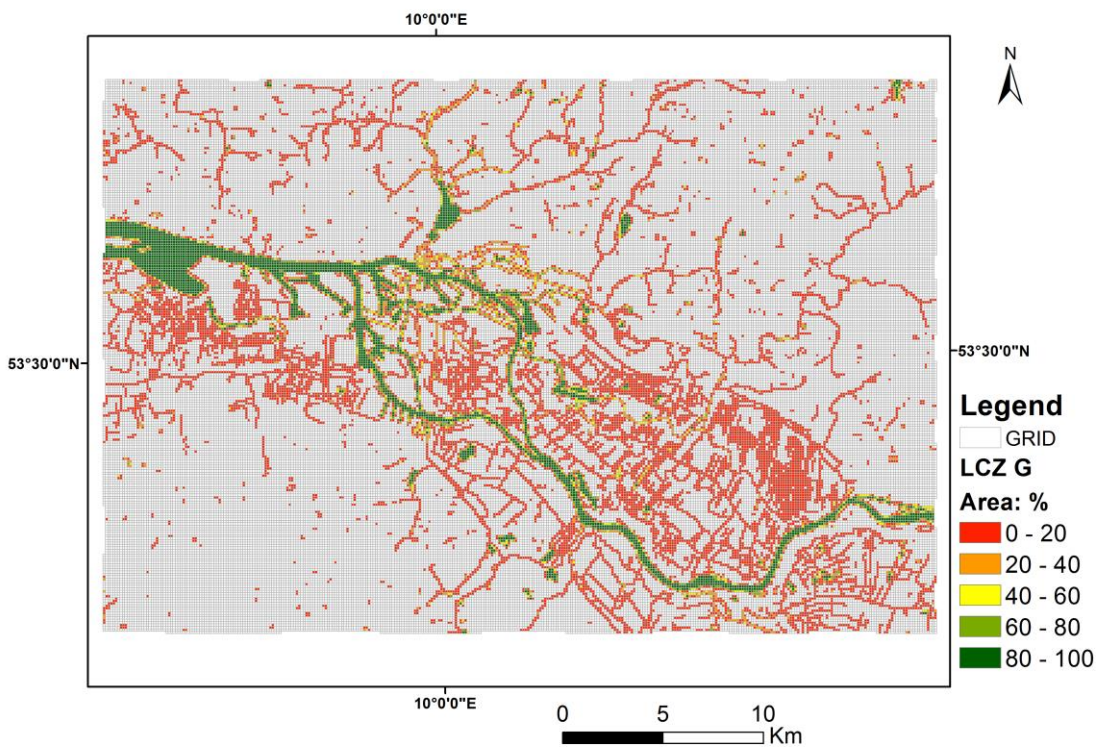 10°0'0"E
N
53°30'0"N
53°30'0"N
Legend
GRID
LCZ G
Area: %
0 - 20
20 - 40
40 - 60
60 - 80
80 - 100
10°0'0"E
0 5 10
Km